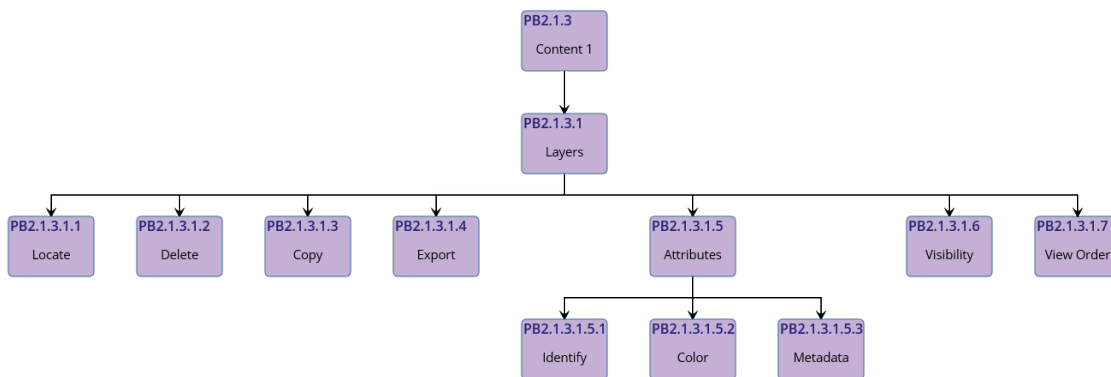 PB2.1.3
Content 1
PB2.1.3.1
Layers
PB2.1.3.1.1
Locate
PB2.1.3.1.2
Delete
PB2.1.3.1.3
Copy
PB2.1.3.1.4
Export
PB2.1.3.1.5
Attributes
PB2.1.3.1.6
Visibility
PB2.1.3.1.7
View Order
PB2.1.3.1.5.1
Identify
PB2.1.3.1.5.2
Color
PB2.1.3.1.5.3
Metadata